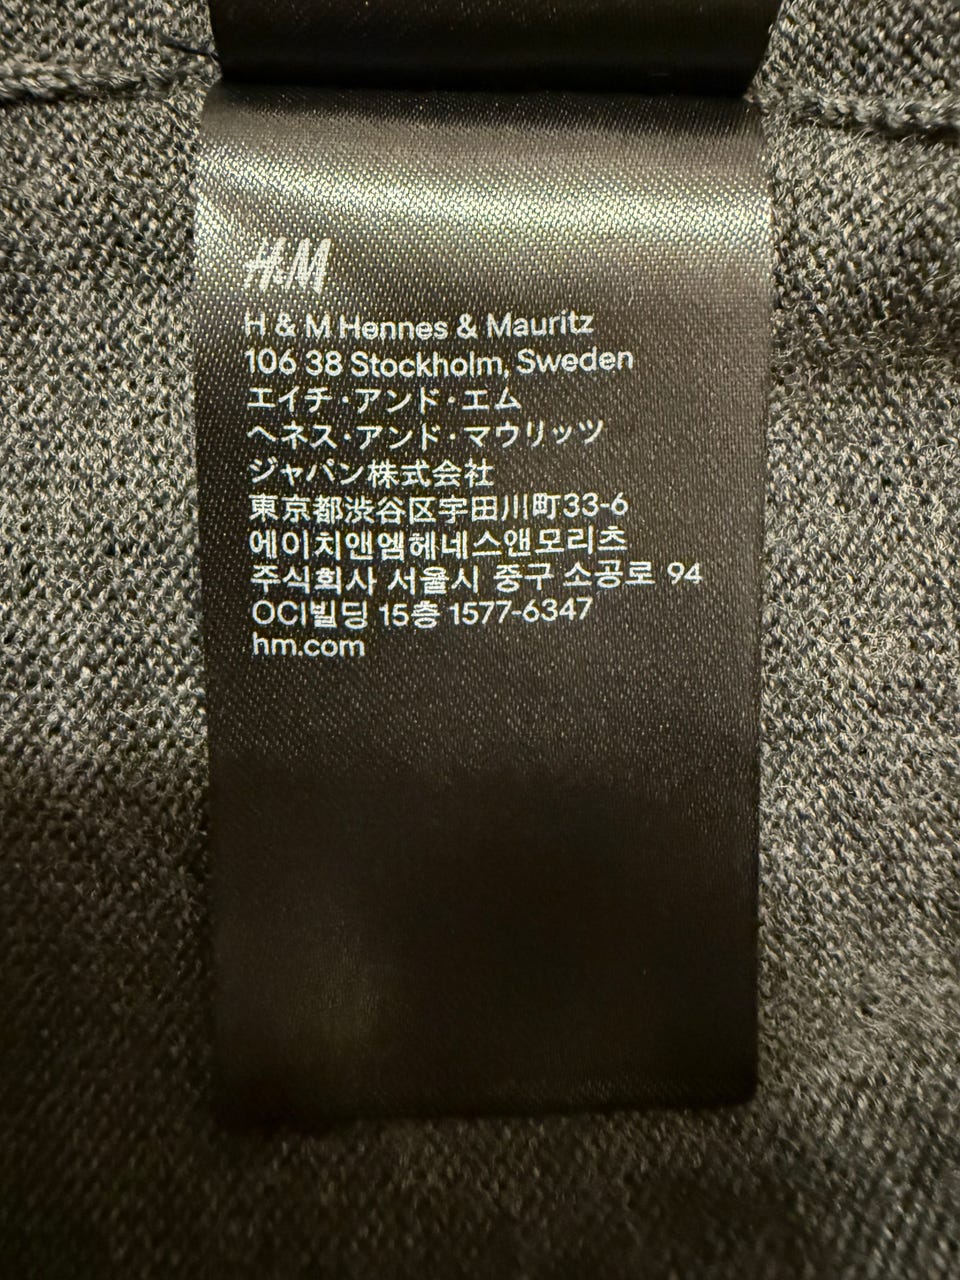 H&M
H & M Hennes & Mauritz
106 38 Stockholm, Sweden
エイチ・アンド・エム
ヘネス・アンド・マウリッツ
ジャパン株式会社
東京都渋谷区宇田川町33-6
에이치앤엠헤네스앤모리츠
주식회사 서울시 중구 소공로 94
OCI빌딩 15층 1577-6347
hm.com